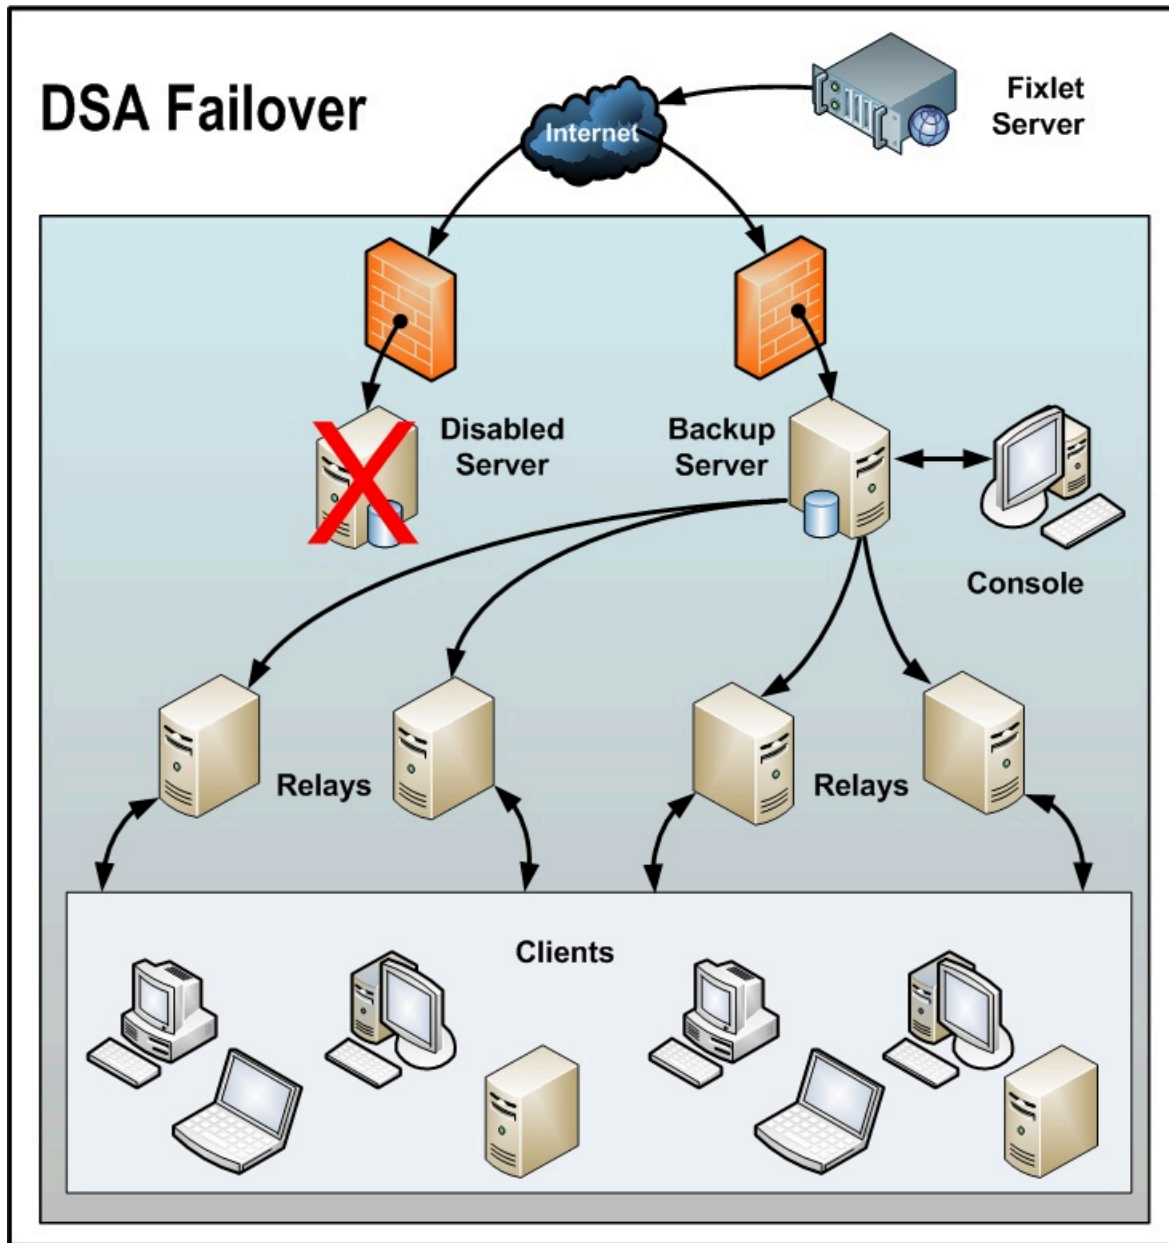 DSA Failover
Internet
Fixlet
Server
Disabled
Server
Backup
Server
Console
Relays
Relays
Clients